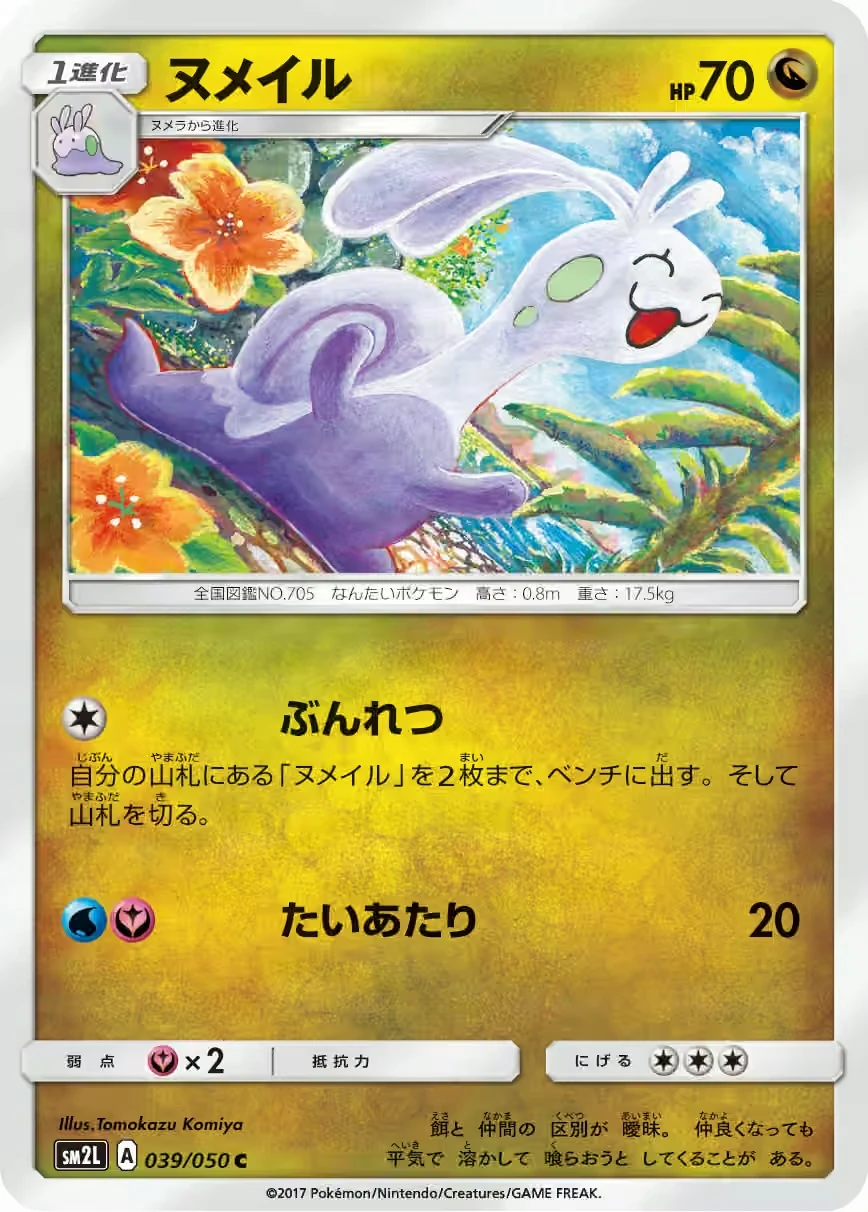 1進化 ヌメイル HP70
ヌメラから進化
全国図鑑NO.705 なんたいポケモン 高さ:0.8m 重さ:17.5kg
ぶんれつ
自分の山札にある「ヌメイル」を2枚まで、ベンチに出す。そして
山札を切る。
たいあたり 20
弱点 ×2 抵抗力 にげる
Illus.Tomokazu Komiya
餌と 仲間の 区別が 曖昧。 仲良くなっても
平気で 溶かして 喰らおうと してくることが ある。
SM2L A 039/050 C
©2017 Pokémon/Nintendo/Creatures/GAME FREAK.